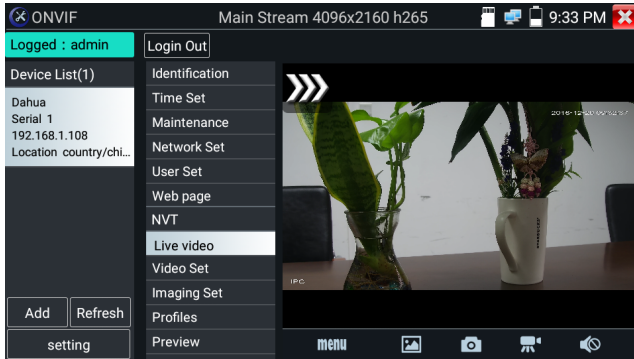 ONVIF
Main Stream 4096x2160 h265
9:33 PM
Logged : admin
Login Out
Device List(1)
Dahua
Serial 1
192.168.1.108
Location country/chi...
Add
Refresh
setting
Identification
Time Set
Maintenance
Network Set
User Set
Web page
NVT
Live video
Video Set
Imaging Set
Profiles
Preview
IPC
menu